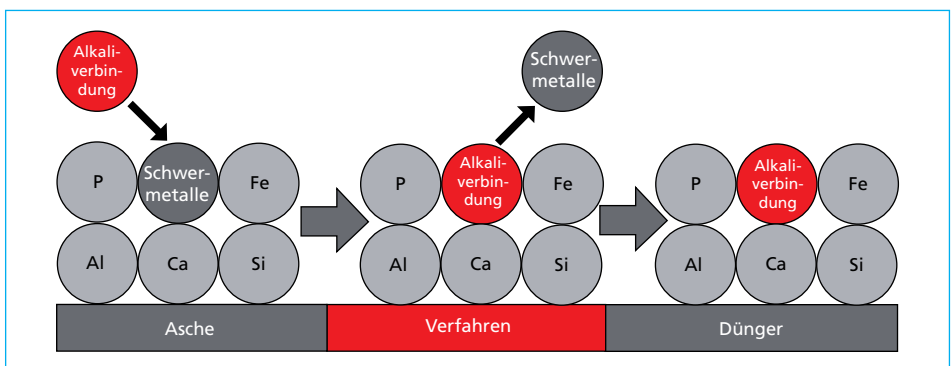 Alkali-
verbin-
dung
Schwer-
metalle
P
Schwer-
metalle
Fe
P
Alkali-
verbin-
dung
Fe
P
Alkali-
verbin-
dung
Fe
Al
Ca
Si
Al
Ca
Si
Al
Ca
Si
Asche
Verfahren
Dünger